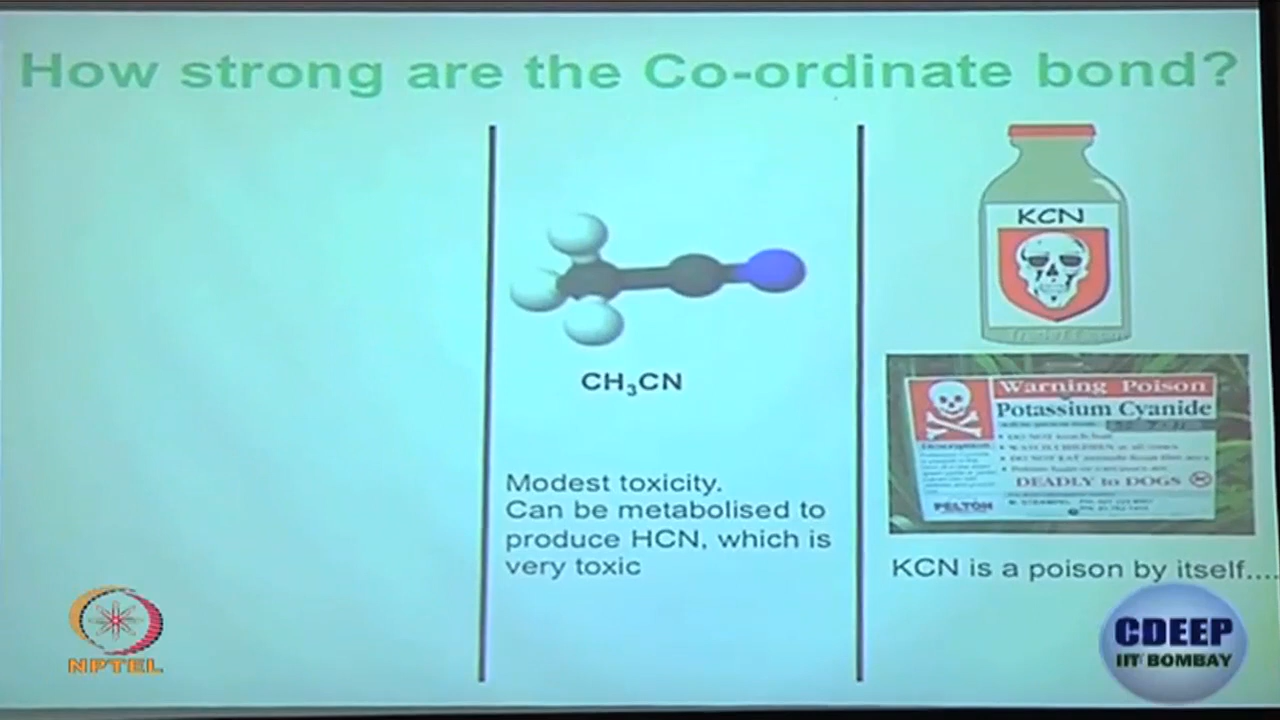 How strong are the Co-ordinate bond?
CH₃CN
Modest toxicity.
Can be metabolised to
produce HCN, which is
very toxic
KCN
Warning Poison
Potassium Cyanide
DEADLY to DOGS
PELTON
KCN is a poison by itself....
NPTEL
CDEEP
IIT BOMBAY